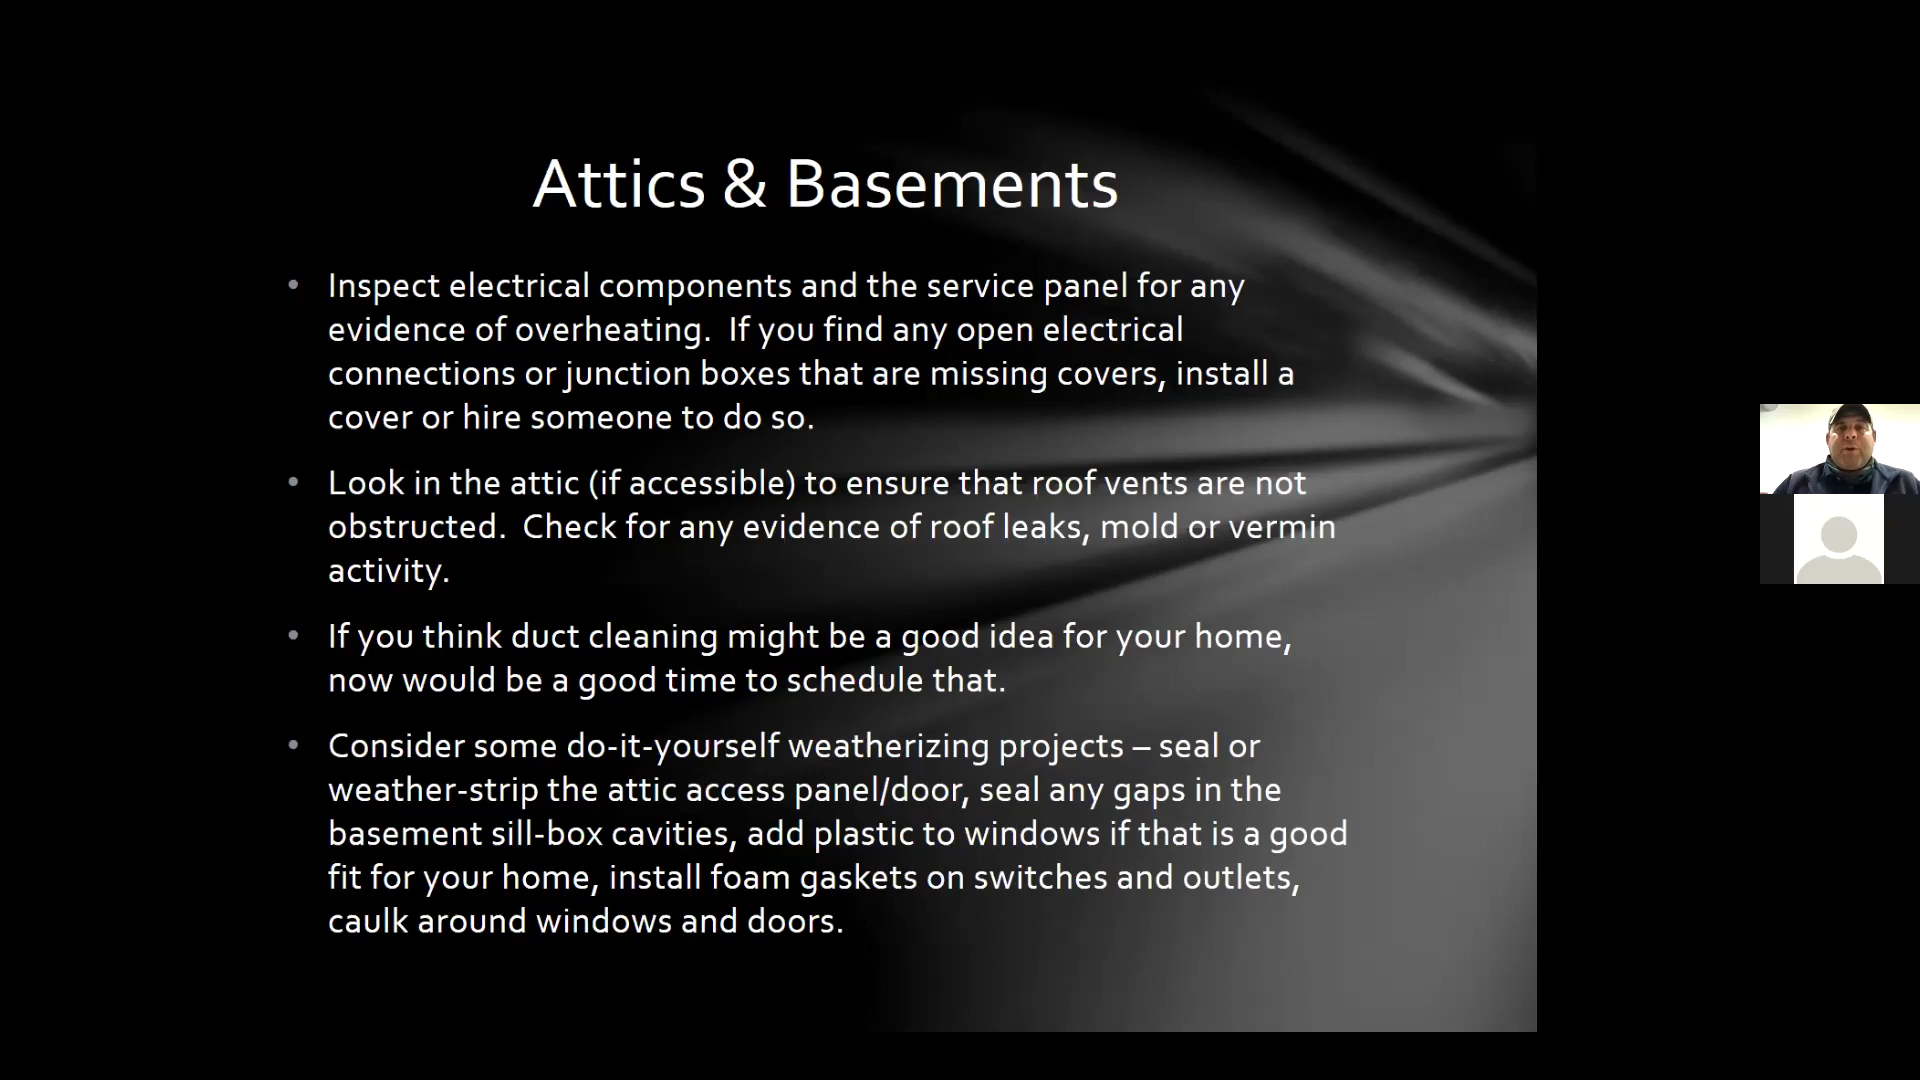 Attics & Basements
• Inspect electrical components and the service panel for any
evidence of overheating.  If you find any open electrical
connections or junction boxes that are missing covers, install a
cover or hire someone to do so.
• Look in the attic (if accessible) to ensure that roof vents are not
obstructed.  Check for any evidence of roof leaks, mold or vermin
activity.
• If you think duct cleaning might be a good idea for your home,
now would be a good time to schedule that.
• Consider some do-it-yourself weatherizing projects – seal or
weather-strip the attic access panel/door, seal any gaps in the
basement sill-box cavities, add plastic to windows if that is a good
fit for your home, install foam gaskets on switches and outlets,
caulk around windows and doors.